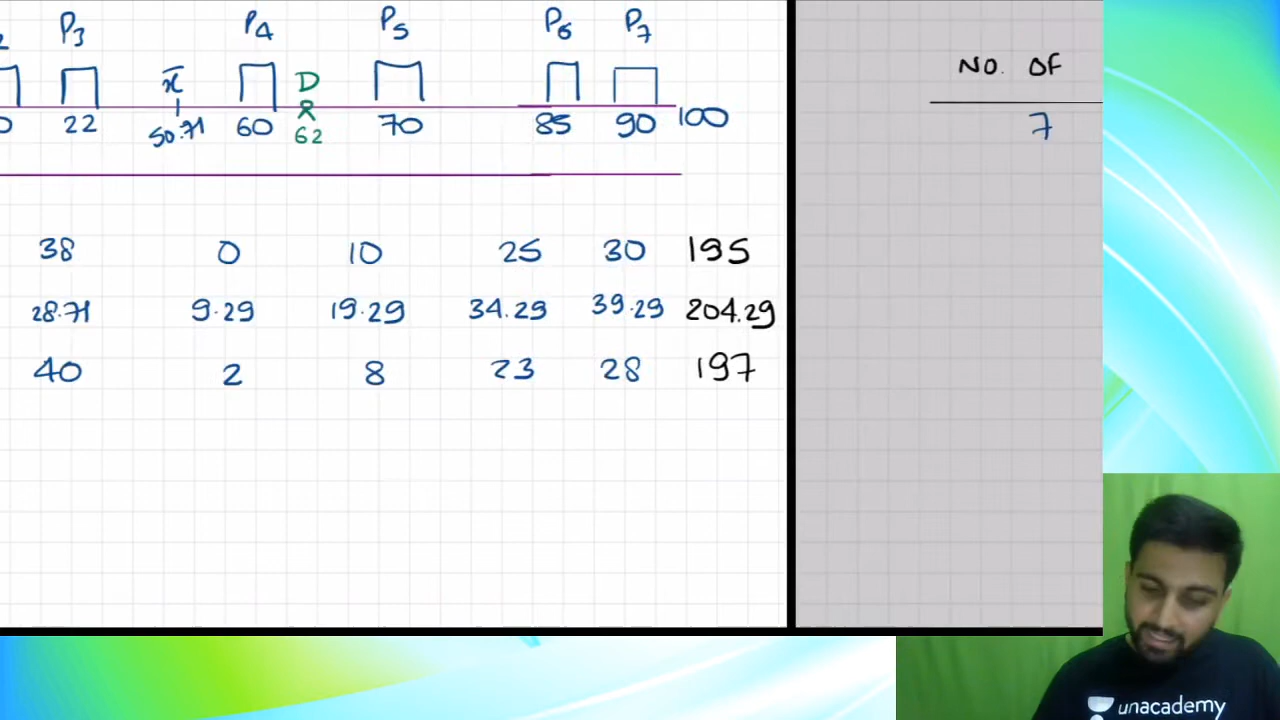 P3 P4 P5 P6 P7
x̄ D
22 50.71 60 62 70 85 90 100
38 0 10 25 30 195
28.71 9.29 19.29 34.29 39.29 204.29
40 2 8 23 28 197
NO. OF
7
unacademy